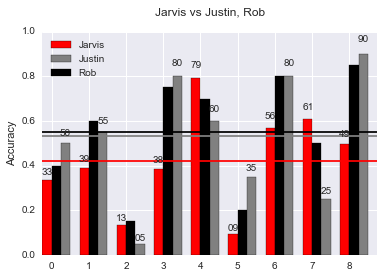 Jarvis vs Justin, Rob
Jarvis
Justin
Rob
Accuracy
1.0
0.8
0.6
0.4
0.2
0.0
33 50 39 55 13 05 38 80 79 60 09 35 56 80 61 25 49 90
0 1 2 3 4 5 6 7 8